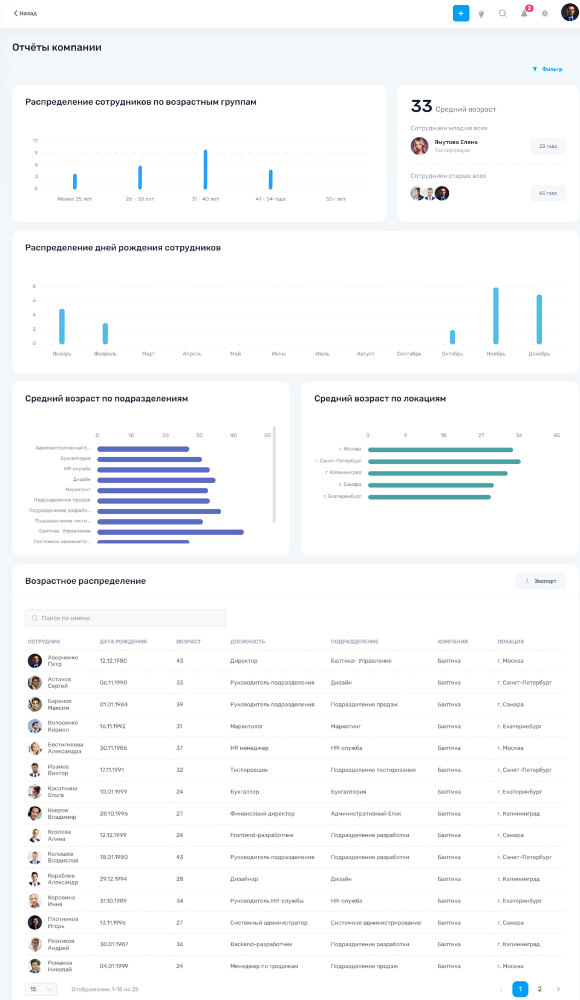 Назад
2
Отчёты компании
Фильтр
Распределение сотрудников по возрастным группам
12
9
6
3
0
Менее 25 лет 26 - 30 лет 31 - 40 лет 41 - 54 года 55+ лет
33 Средний возраст
Сотрудники младше всех
Ямутова Елена
Тестировщик
23 года
Сотрудники старше всех
43 года
Распределение дней рождения сотрудников
8
6
4
2
0
Январь Февраль Март Апрель Май Июнь Июль Август Сентябрь Октябрь Ноябрь Декабрь
Средний возраст по подразделениям
0 10 20 30 40 50
Административный б...
Бухгалтерия
HR-служба
Дизайн
Маркетинг
Подразделение продаж
Подразделение разрабо...
Подразделение тести...
Балтика- Управление
Системное администр...
Средний возраст по локациям
0 9 18 27 36 45
г. Москва
г. Санкт-Петербург
г. Калининград
г. Самара
г. Екатеринбург
Возрастное распределение
Экспорт
Поиск по имени
СОТРУДНИК ДАТА РОЖДЕНИЯ ВОЗРАСТ ДОЛЖНОСТЬ ПОДРАЗДЕЛЕНИЕ КОМПАНИЯ ЛОКАЦИЯ
Аверченко
Петр
12.12.1980 43 Директор Балтика- Управление Балтика г. Москва
Астахов
Сергей
06.11.1990 33 Руководитель подразделения Дизайн Балтика г. Санкт-Петербург
Баранов
Максим
01.01.1984 39 Руководитель подразделения Подразделение продаж Балтика г. Самара
Волосенко
Кирилл
16.11.1992 31 Маркетолог Маркетинг Балтика г. Екатеринбург
Евстигнеева
Александра
30.11.1986 37 HR менеджер HR-служба Балтика г. Москва
Иванов
Виктор
17.11.1991 32 Тестировщик Подразделение тестирования Балтика г. Санкт-Петербург
Касаткина
Ольга
10.01.1999 24 Бухгалтер Бухгалтерия Балтика г. Екатеринбург
Ковров
Владимир
28.10.1996 27 Финансовый директор Административный блок Балтика г. Калининград
Козлова
Алина
12.12.1999 24 Frontend-разработчик Подразделение разработки Балтика г. Самара
Колышев
Владислав
18.01.1980 43 Руководитель подразделения Подразделение разработки Балтика г. Санкт-Петербург
Кораблев
Александр
29.12.1994 28 Дизайнер Дизайн Балтика г. Калининград
Коровина
Инна
31.10.1989 34 Руководитель HR-службы HR-служба Балтика г. Екатеринбург
Плотников
Игорь
13.11.1996 27 Системный администратор Системное администрирование Балтика г. Самара
Резников
Андрей
30.01.1987 36 Backend-разработчик Подразделение разработки Балтика г. Калининград
Романов
Николай
04.01.1999 24 Менеджер по продажам Подразделение продаж Балтика г. Москва
15 Отображение 1-15 из 25 1 2